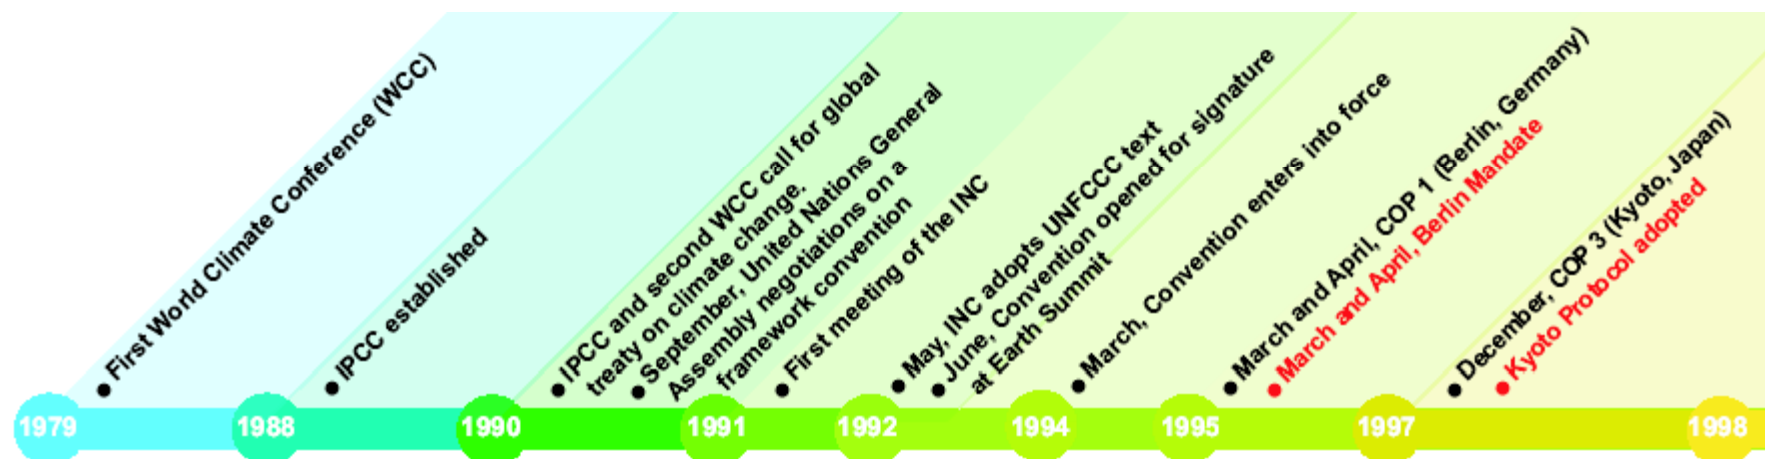 First World Climate Conference (WCC)
IPCC established
IPCC and second WCC call for global
treaty on climate change.
September, United Nations General
Assembly negotiations on a
framework convention
First meeting of the INC
May, INC adopts UNFCCC text
June, Convention opened for signature
at Earth Summit
March, Convention enters into force
March and April, COP 1 (Berlin, Germany)
March and April, Berlin Mandate
December, COP 3 (Kyoto, Japan)
Kyoto Protocol adopted
1979
1988
1990
1991
1992
1994
1995
1997
1998